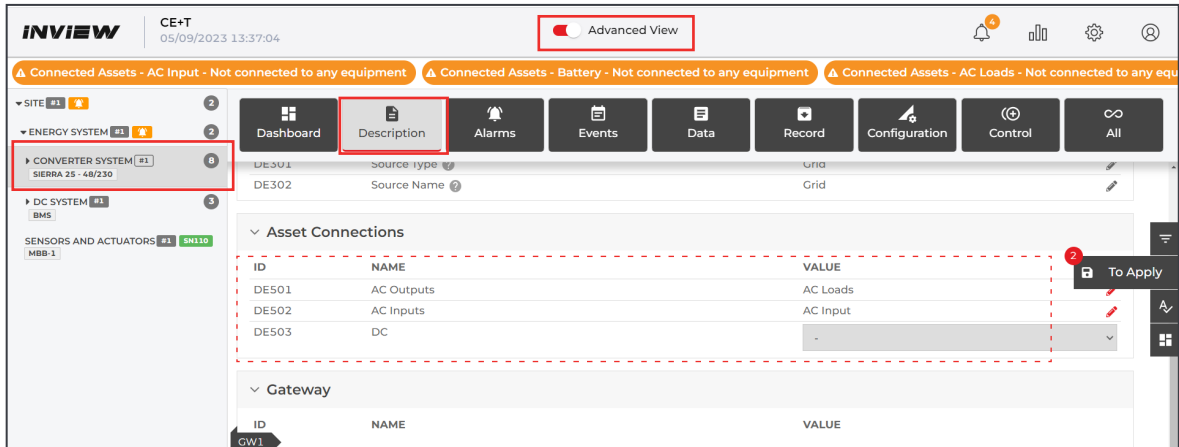 iNVIEW
CE+T
05/09/2023 13:37:04
Advanced View
4
Connected Assets - AC Input - Not connected to any equipment
Connected Assets - Battery - Not connected to any equipment
Connected Assets - AC Loads - Not connected to any equ
SITE #1 2
ENERGY SYSTEM #1 2
CONVERTER SYSTEM #1 8
SIERRA 25 - 48/230
DC SYSTEM #1 3
BMS
SENSORS AND ACTUATORS #1 SN110
MBB-1
Dashboard
Description
Alarms
Events
Data
Record
Configuration
Control
All
DE301 Source Type ? Grid
DE302 Source Name ? Grid
Asset Connections
ID NAME VALUE
DE501 AC Outputs AC Loads
DE502 AC Inputs AC Input
DE503 DC -
2
To Apply
Gateway
ID NAME VALUE
GW1